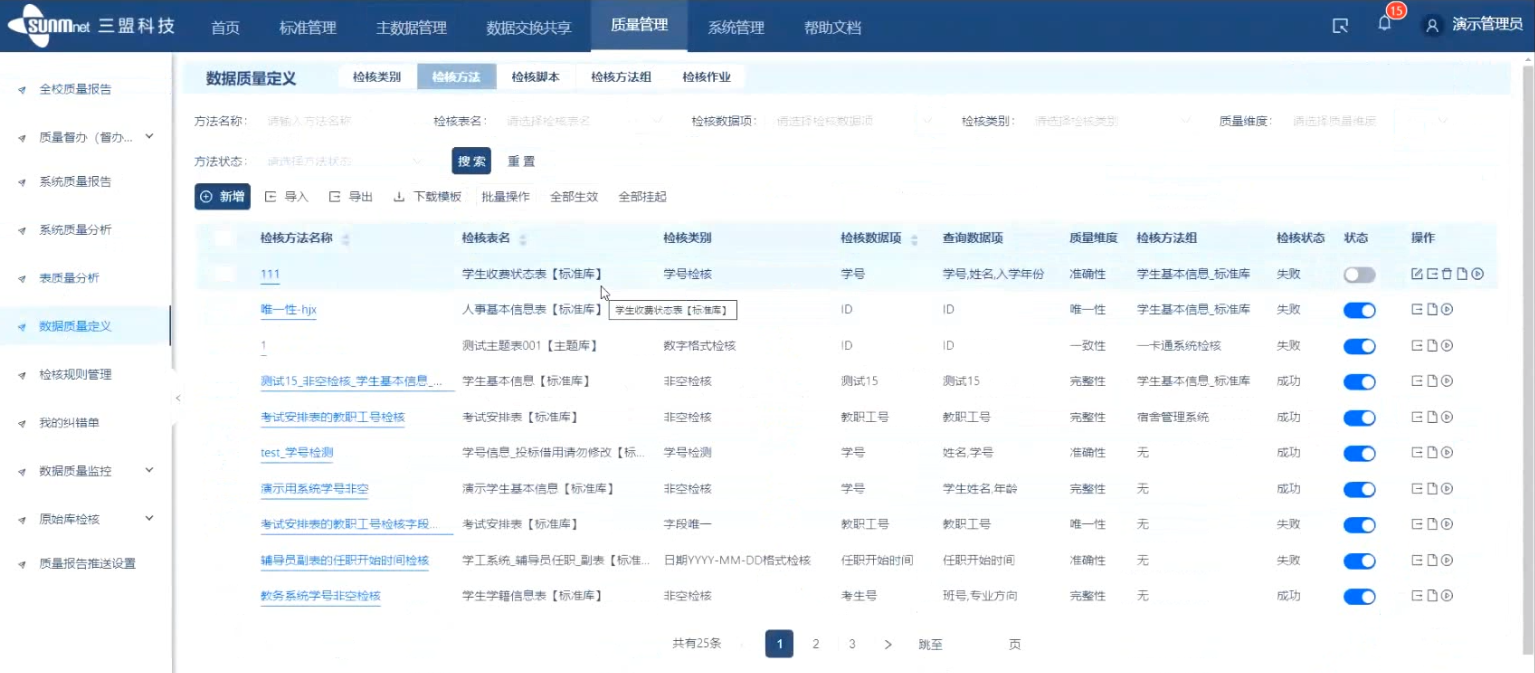 SUNMnet 三盟科技 首页 标准管理 主数据管理 数据交换共享 质量管理 系统管理 帮助文档 15 演示管理员
全校质量报告
质量督办（督办...
系统质量报告
系统质量分析
表质量分析
数据质量定义
检核规则管理
我的纠错单
数据质量监控
原始库检核
质量报告推送设置
数据质量定义 检核类别 检核方法 检核脚本 检核方法组 检核作业
方法名称： 请输入方法名称 检核表名： 请选择检核表名 检核数据项： 请选择检核数据项 检核类别： 请选择检核类别 质量维度： 请选择质量维度
方法状态： 请选择方法状态 搜索 重置
新增 导入 导出 下载模板 批量操作 全部生效 全部挂起
检核方法名称 检核表名 检核类别 检核数据项 查询数据项 质量维度 检核方法组 检核状态 状态 操作
111 学生收费状态表【标准库】 学号检核 学号 学号,姓名,入学年份 准确性 学生基本信息_标准库 失败
唯一性-hjx 人事基本信息表【标准库】 学生收费状态表【标准库】 ID ID 唯一性 学生基本信息_标准库 失败
1 测试主题表001【主题库】 数字格式检核 ID ID 一致性 一卡通系统检核 失败
测试15_非空检核_学生基本信息_... 学生基本信息【标准库】 非空检核 测试15 测试15 完整性 学生基本信息_标准库 成功
考试安排表的教职工号检核 考试安排表【标准库】 非空检核 教职工号 教职工号 完整性 宿舍管理系统 成功
test_学号检测 学号信息_投标借用请勿修改【标... 学号检测 学号 姓名,学号 准确性 无 成功
演示用系统学号非空 演示学生基本信息【标准库】 非空检核 学号 学生姓名,年龄 完整性 无 成功
考试安排表的教职工号检核字段... 考试安排表【标准库】 字段唯一 教职工号 教职工号 唯一性 无 失败
辅导员副表的任职开始时间检核 学工系统_辅导员任职_副表【标准... 日期YYYY-MM-DD格式检核 任职开始时间 任职开始时间 准确性 无 失败
教务系统学号非空检核 学生学籍信息表【标准库】 非空检核 考生号 班号,专业方向 完整性 无 成功
共有25条 1 2 3 > 跳至 页